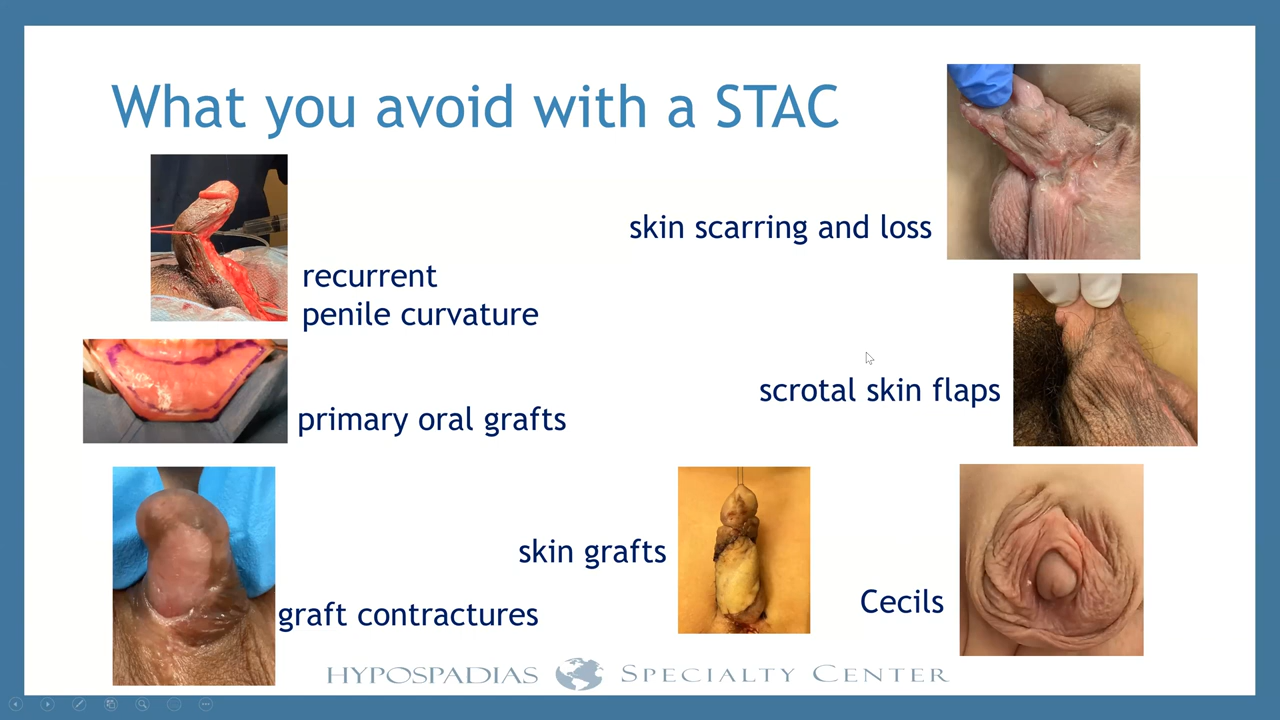 What you avoid with a STAC
skin scarring and loss
recurrent
penile curvature
scrotal skin flaps
primary oral grafts
skin grafts
Cecils
graft contractures
HYPOSPADIAS SPECIALTY CENTER